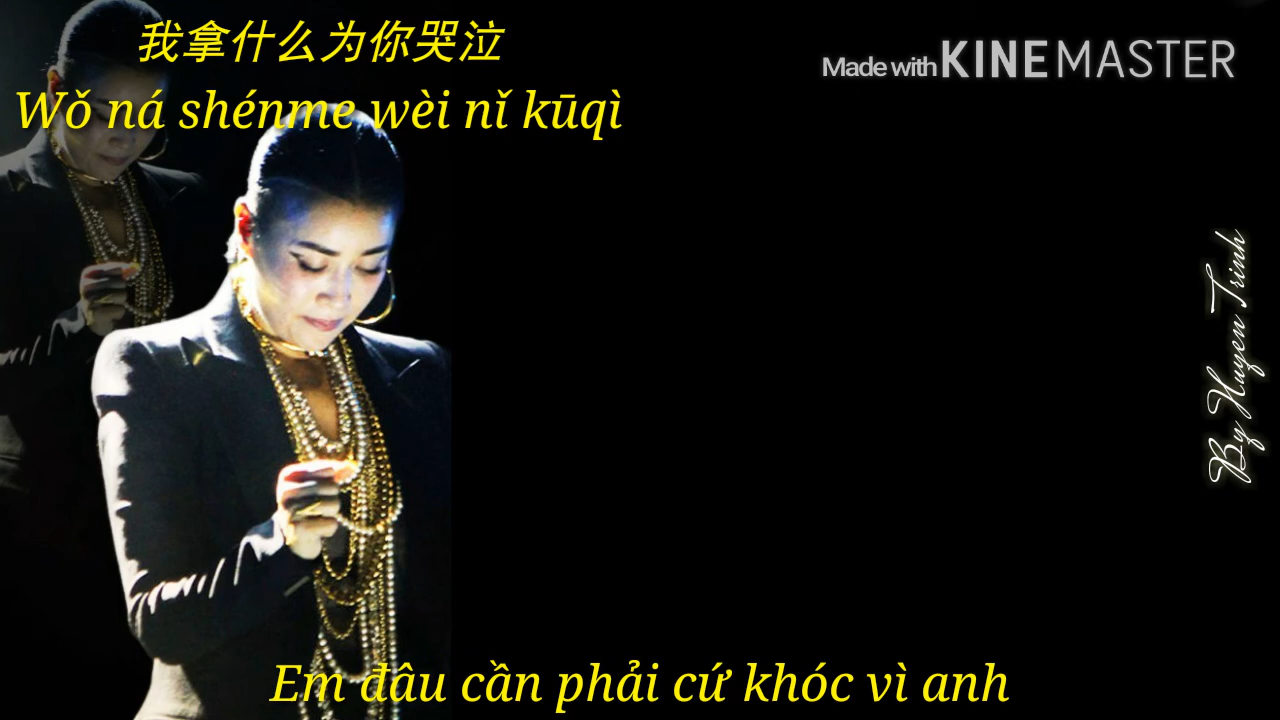 我拿什么为你哭泣
Made with KINEMASTER
Wǒ ná shénme wèi nǐ kūqì
By Huyen Trinh
Em đâu cần phải cứ khóc vì anh